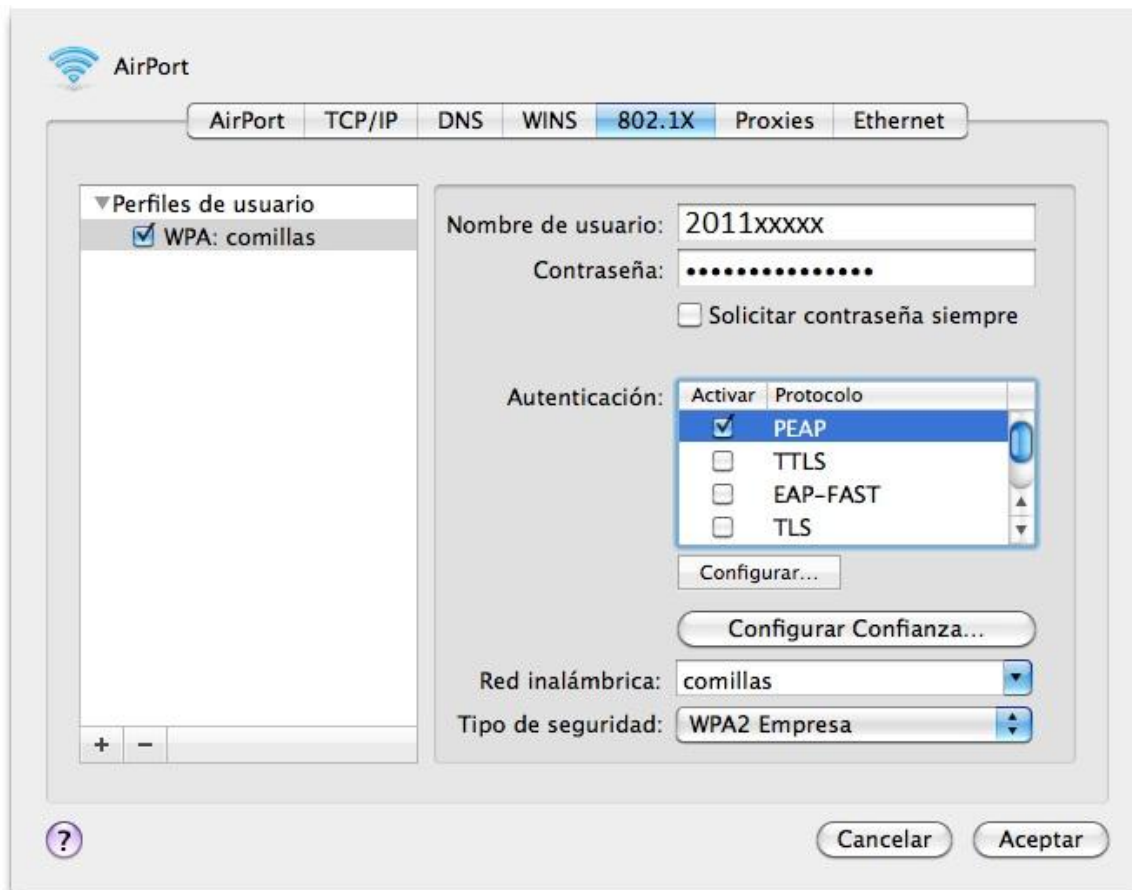 AirPort
AirPort TCP/IP DNS WINS 802.1X Proxies Ethernet
Perfiles de usuario
WPA: comillas
Nombre de usuario: 2011xxxxx
Contraseña: •••••••••••••••
Solicitar contraseña siempre
Autenticación:
Activar Protocolo
PEAP
TTLS
EAP-FAST
TLS
Configurar...
Configurar Confianza...
Red inalámbrica: comillas
Tipo de seguridad: WPA2 Empresa
+ −
? Cancelar Aceptar